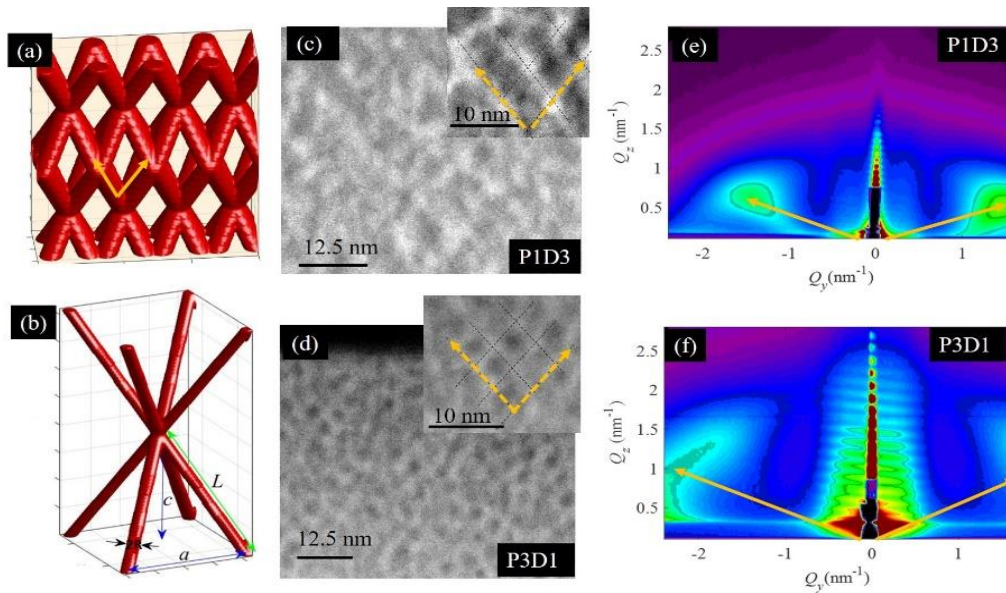 (a)
(b)
L
c
a
(c)
10 nm
12.5 nm
P1D3
(d)
10 nm
12.5 nm
P3D1
(e)
P1D3
2.5
2
1.5
1
0.5
Qz (nm-1)
-2
-1
0
1
Qy(nm-1)
(f)
P3D1
2.5
2
1.5
1
0.5
Qz (nm-1)
-2
-1
0
1
Qy(nm-1)